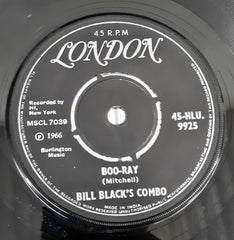 45 R.P.M
LONDON
Recorded by
Hi,
New York
MSCL 7039
℗ 1966
Burlington
Music
45-HLU.
9925
BOO-RAY
(Mitchell)
BILL BLACK'S COMBO
MADE IN INDIA.